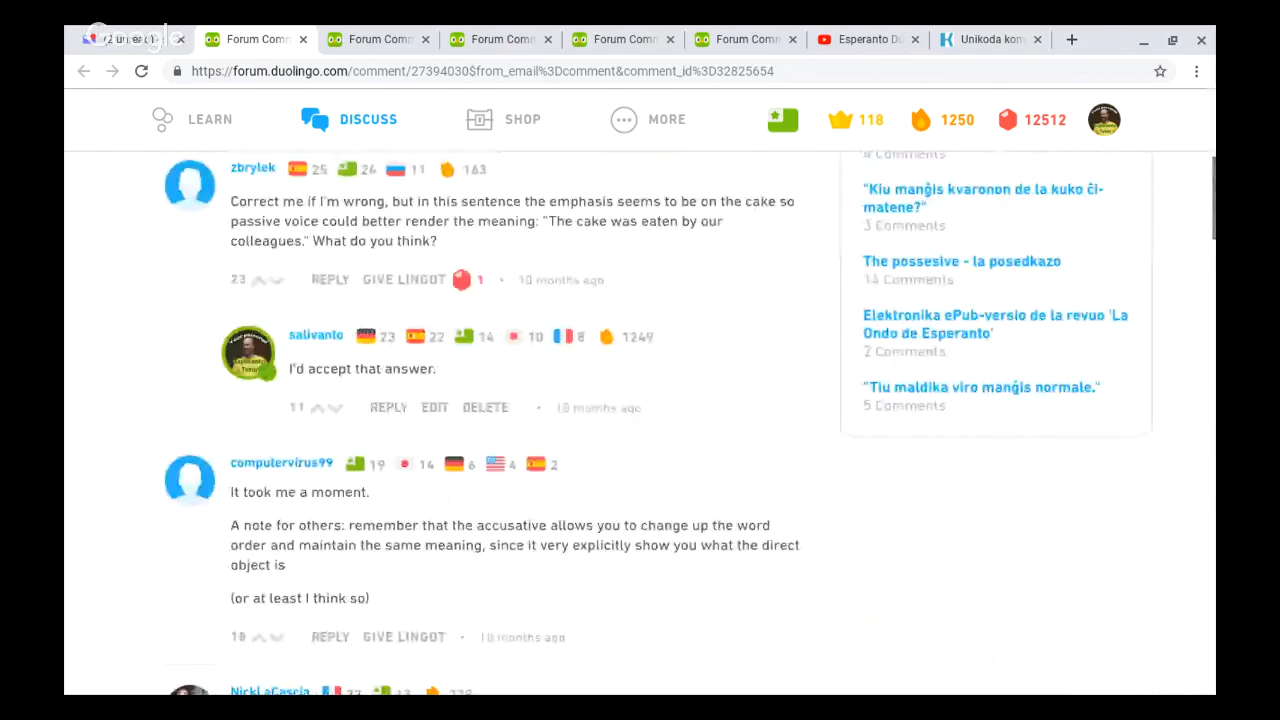 Google
Forum Comm
Forum Comm
Forum Comm
Forum Comm
Forum Comm
Esperanto Du
Unikoda kon
https://forum.duolingo.com/comment/27394030$from_email%3Dcomment&comment_id%3D32825654
LEARN DISCUSS SHOP MORE 118 1250 12512
zbrylek 25 26 11 163
Correct me if I'm wrong, but in this sentence the emphasis seems to be on the cake so
passive voice could better render the meaning: "The cake was eaten by our
colleagues." What do you think?
23 REPLY GIVE LINGOT 1 • 10 months ago
salivanto 23 22 14 10 8 1249
I'd accept that answer.
11 REPLY EDIT DELETE • 10 months ago
computervirus99 19 14 6 4 2
It took me a moment.
A note for others: remember that the accusative allows you to change up the word
order and maintain the same meaning, since it very explicitly show you what the direct
object is
(or at least I think so)
10 REPLY GIVE LINGOT • 10 months ago
NickLaCascia
4 Comments
"Kiu manĝis kvaronon de la kuko ĉi-
matene?"
3 Comments
The possesive - la posedkazo
14 Comments
Elektronika ePub-versio de la revuo 'La
Ondo de Esperanto'
2 Comments
"Tiu maldika viro manĝis normale."
5 Comments